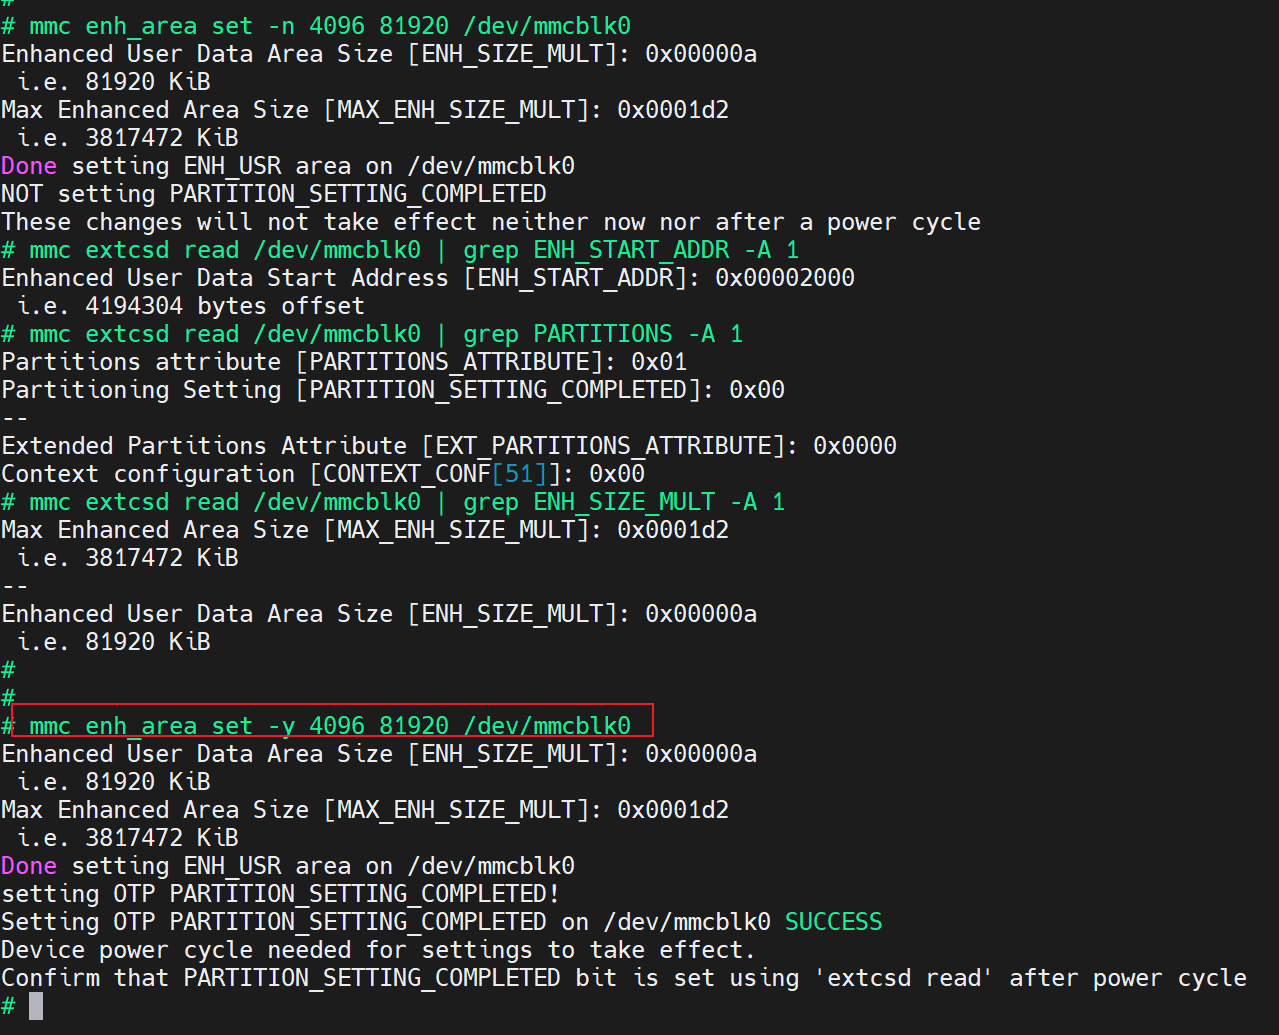 #
# mmc enh_area set -n 4096 81920 /dev/mmcblk0
Enhanced User Data Area Size [ENH_SIZE_MULT]: 0x00000a
 i.e. 81920 KiB
Max Enhanced Area Size [MAX_ENH_SIZE_MULT]: 0x0001d2
 i.e. 3817472 KiB
Done setting ENH_USR area on /dev/mmcblk0
NOT setting PARTITION_SETTING_COMPLETED
These changes will not take effect neither now nor after a power cycle
# mmc extcsd read /dev/mmcblk0 | grep ENH_START_ADDR -A 1
Enhanced User Data Start Address [ENH_START_ADDR]: 0x00002000
 i.e. 4194304 bytes offset
# mmc extcsd read /dev/mmcblk0 | grep PARTITIONS -A 1
Partitions attribute [PARTITIONS_ATTRIBUTE]: 0x01
Partitioning Setting [PARTITION_SETTING_COMPLETED]: 0x00
--
Extended Partitions Attribute [EXT_PARTITIONS_ATTRIBUTE]: 0x0000
Context configuration [CONTEXT_CONF[51]]: 0x00
# mmc extcsd read /dev/mmcblk0 | grep ENH_SIZE_MULT -A 1
Max Enhanced Area Size [MAX_ENH_SIZE_MULT]: 0x0001d2
 i.e. 3817472 KiB
--
Enhanced User Data Area Size [ENH_SIZE_MULT]: 0x00000a
 i.e. 81920 KiB
#
#
# mmc enh_area set -y 4096 81920 /dev/mmcblk0
Enhanced User Data Area Size [ENH_SIZE_MULT]: 0x00000a
 i.e. 81920 KiB
Max Enhanced Area Size [MAX_ENH_SIZE_MULT]: 0x0001d2
 i.e. 3817472 KiB
Done setting ENH_USR area on /dev/mmcblk0
setting OTP PARTITION_SETTING_COMPLETED!
Setting OTP PARTITION_SETTING_COMPLETED on /dev/mmcblk0 SUCCESS
Device power cycle needed for settings to take effect.
Confirm that PARTITION_SETTING_COMPLETED bit is set using 'extcsd read' after power cycle
#